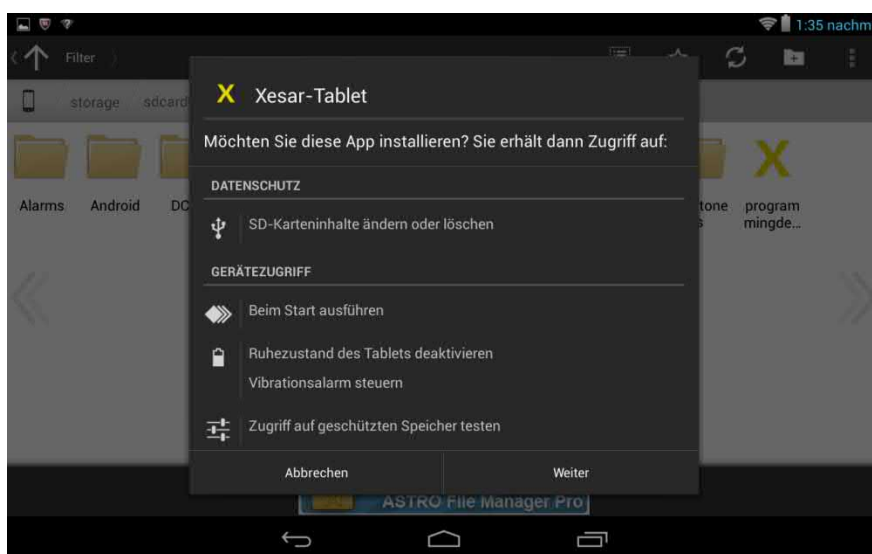 1:35 nachm
Filter
storage sdcard
X Xesar-Tablet
Möchten Sie diese App installieren? Sie erhält dann Zugriff auf:
DATENSCHUTZ
SD-Karteninhalte ändern oder löschen
GERÄTEZUGRIFF
Beim Start ausführen
Ruhezustand des Tablets deaktivieren
Vibrationsalarm steuern
Zugriff auf geschützten Speicher testen
Abbrechen Weiter
Alarms Android DC tone program
s mingde...
ASTRO File Manager Pro